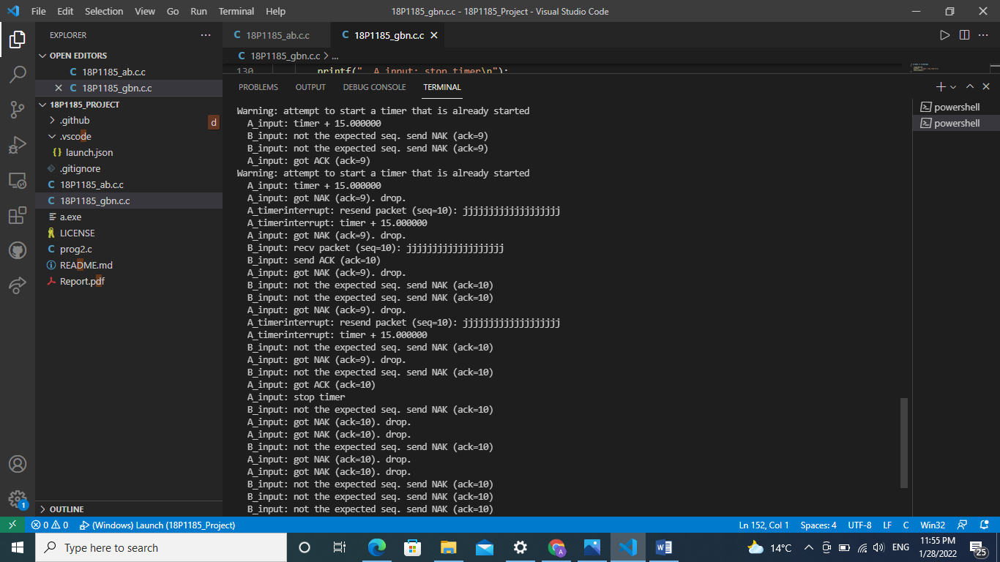 File Edit Selection View Go Run Terminal Help 18P1185_gbn.c.c - 18P1185_Project - Visual Studio Code
EXPLORER
OPEN EDITORS
18P1185_ab.c.c
18P1185_gbn.c.c
18P1185_PROJECT
.github
d
.vscode
launch.json
.gitignore
18P1185_ab.c.c
18P1185_gbn.c.c
a.exe
LICENSE
prog2.c
README.md
Report.pdf
OUTLINE
18P1185_ab.c.c 18P1185_gbn.c.c
18P1185_gbn.c.c > ...
130 printf(" A_input: stop timer\n");
PROBLEMS OUTPUT DEBUG CONSOLE TERMINAL
Warning: attempt to start a timer that is already started
A_input: timer + 15.000000
B_input: not the expected seq. send NAK (ack=9)
B_input: not the expected seq. send NAK (ack=9)
A_input: got ACK (ack=9)
Warning: attempt to start a timer that is already started
A_input: timer + 15.000000
A_input: got NAK (ack=9). drop.
A_timerinterrupt: resend packet (seq=10): jjjjjjjjjjjjjjjjjjj
A_timerinterrupt: timer + 15.000000
A_input: got NAK (ack=9). drop.
B_input: recv packet (seq=10): jjjjjjjjjjjjjjjjjjj
B_input: send ACK (ack=10)
A_input: got NAK (ack=9). drop.
B_input: not the expected seq. send NAK (ack=10)
B_input: not the expected seq. send NAK (ack=10)
A_input: got NAK (ack=9). drop.
A_timerinterrupt: resend packet (seq=10): jjjjjjjjjjjjjjjjjjj
A_timerinterrupt: timer + 15.000000
B_input: not the expected seq. send NAK (ack=10)
A_input: got NAK (ack=9). drop.
B_input: not the expected seq. send NAK (ack=10)
A_input: got ACK (ack=10)
A_input: stop timer
B_input: not the expected seq. send NAK (ack=10)
A_input: got NAK (ack=10). drop.
A_input: got NAK (ack=10). drop.
B_input: not the expected seq. send NAK (ack=10)
A_input: got NAK (ack=10). drop.
A_input: got NAK (ack=10). drop.
B_input: not the expected seq. send NAK (ack=10)
B_input: not the expected seq. send NAK (ack=10)
B_input: not the expected seq. send NAK (ack=10)
powershell
powershell
1
0 0 (Windows) Launch (18P1185_Project) Ln 152, Col 1 Spaces: 4 UTF-8 LF C Win32
Type here to search 14°C ENG
11:55 PM
1/28/2022
25